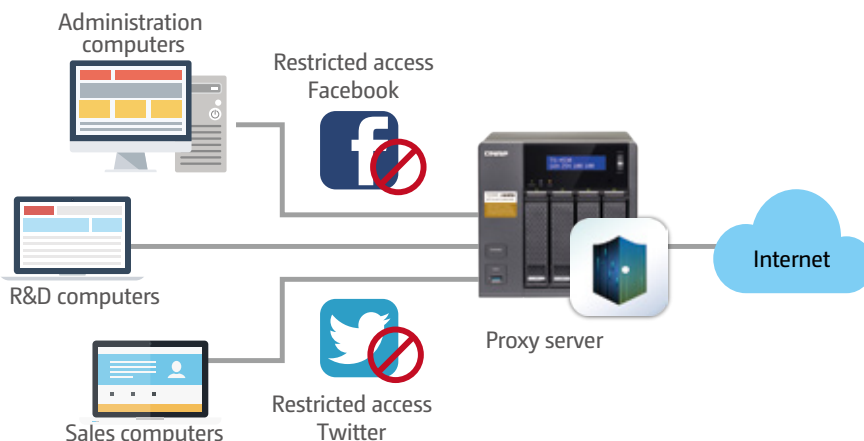 Administration
computers
Restricted access
Facebook
R&D computers
Internet
Proxy server
Sales computers
Restricted access
Twitter